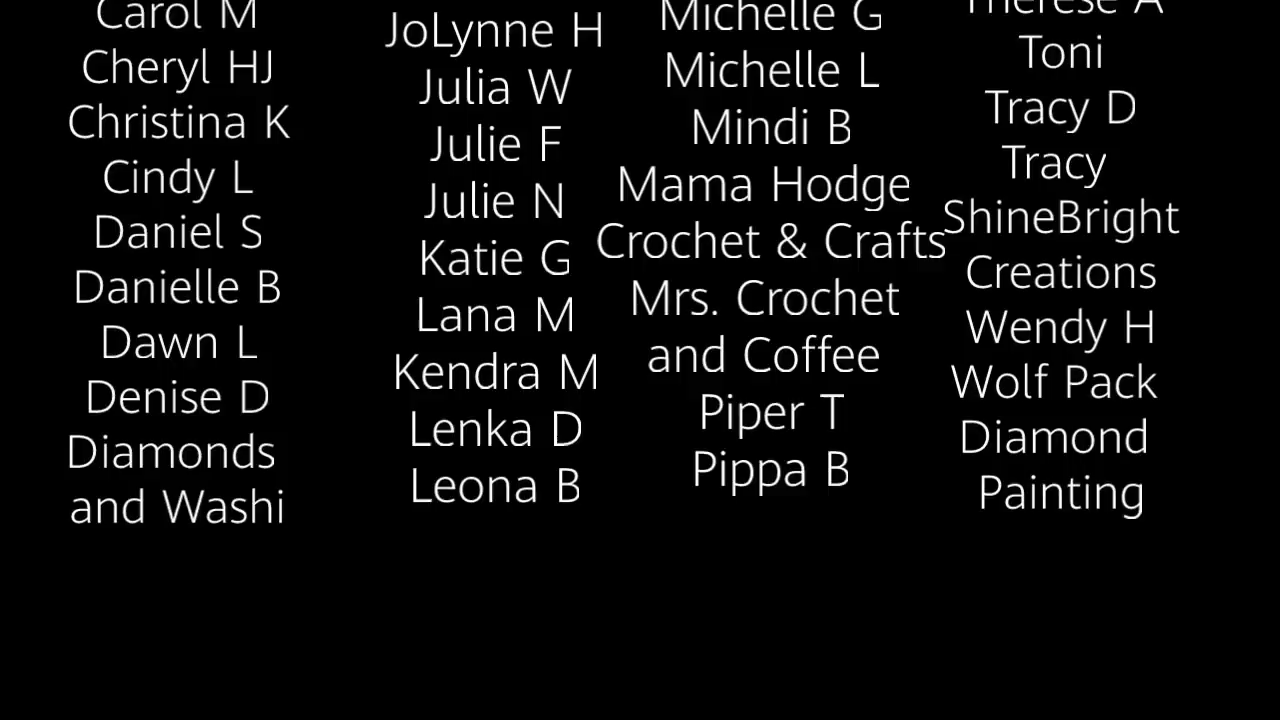 Carol M
Cheryl HJ
Christina K
Cindy L
Daniel S
Danielle B
Dawn L
Denise D
Diamonds
and Washi
JoLynne H
Julia W
Julie F
Julie N
Katie G
Lana M
Kendra M
Lenka D
Leona B
Michelle G
Michelle L
Mindi B
Mama Hodge
Crochet & Crafts
Mrs. Crochet
and Coffee
Piper T
Pippa B
Therese A
Toni
Tracy D
Tracy
ShineBright
Creations
Wendy H
Wolf Pack
Diamond
Painting